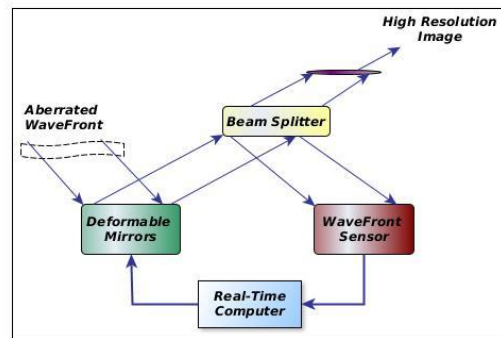 High Resolution
Image
Aberrated
WaveFront
Beam Splitter
Deformable
Mirrors
WaveFront
Sensor
Real-Time
Computer